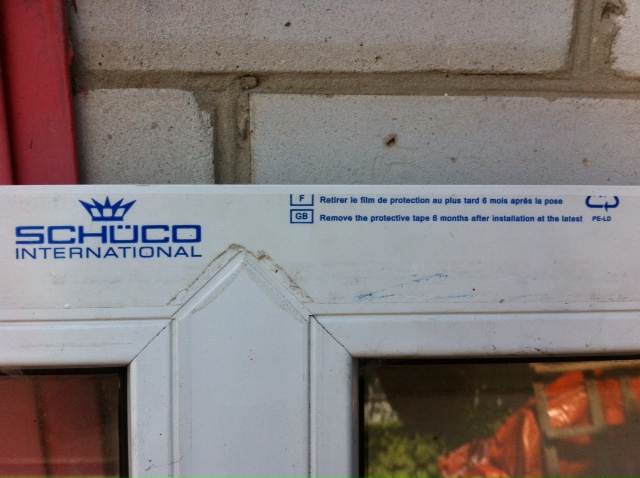 SCHÜCO
INTERNATIONAL
F Retirer le film de protection au plus tard 6 mois après la pose
GB Remove the protective tape 6 months after installation at the latest
PE-LD